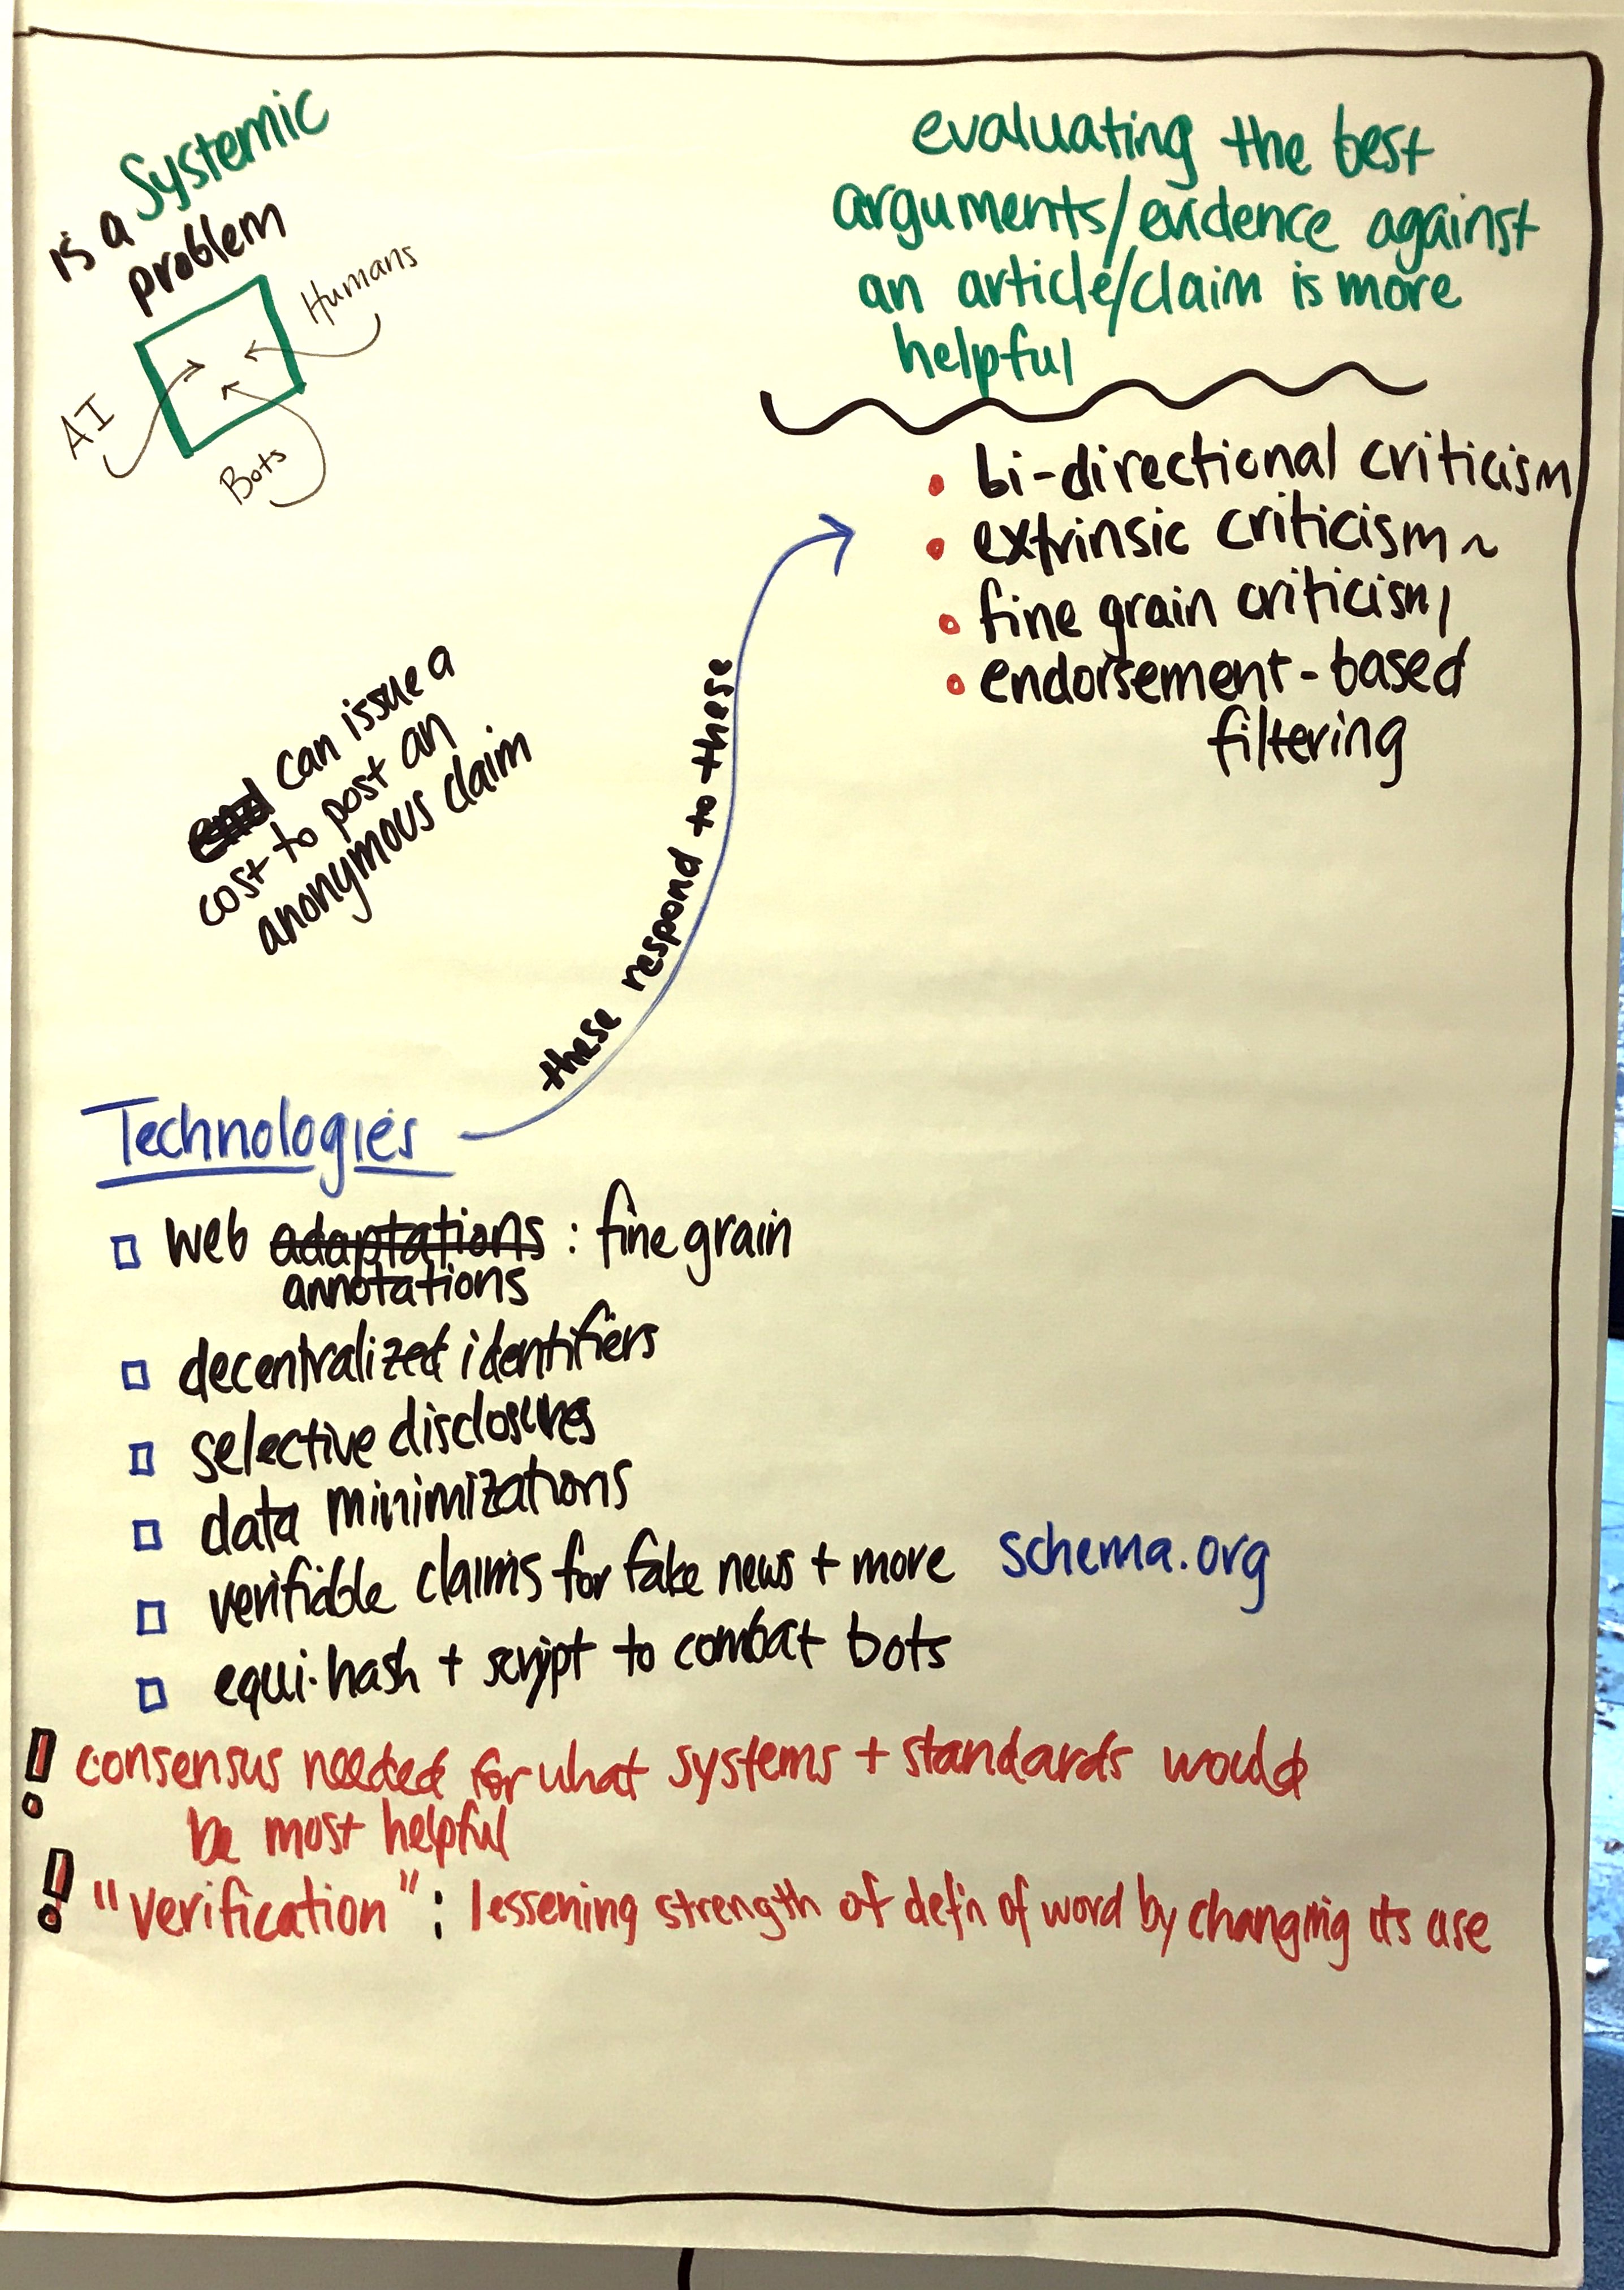 is a Systemic
problem
Humans
AI
Bots
evaluating the best
arguments/evidence against
an article/claim is more
helpful
• bi-directional criticism
• extrinsic criticism ~
• fine grain criticism
• endorsement-based
filtering
end can issue a
cost to post an
anonymous claim
these respond to these
Technologies
web adaptations : fine grain
annotations
decentralized identifiers
selective disclosures
data minimizations
verifiable claims for fake news + more schema.org
equi-hash + script to combat bots
! consensus needed for what systems + standards would
be most helpful
! "verification" : lessening strength of def'n of word by changing its use